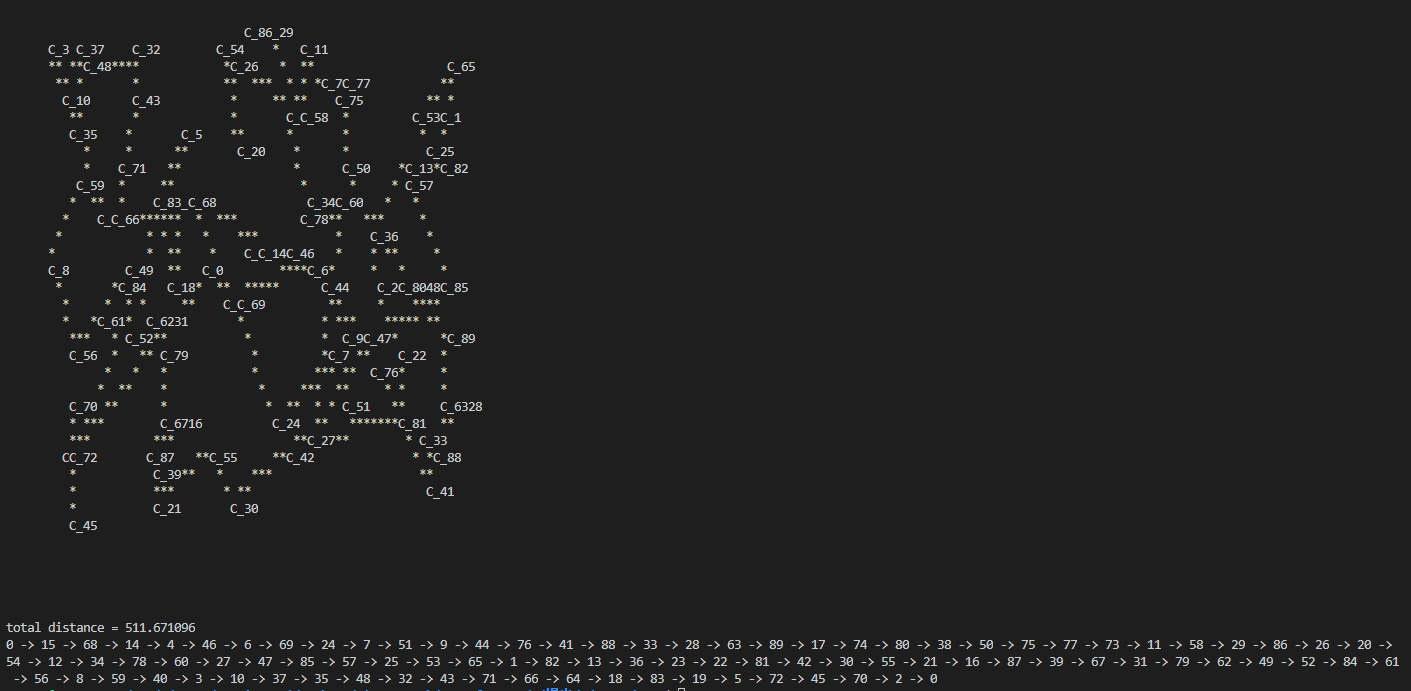 C_86_29
C_3 C_37 C_32 C_54 * C_11
** **C_48**** *C_26 * ** C_65
** * * ** *** * * *C_7C_77 **
C_10 C_43 * ** ** C_75 ** *
** * * C_C_58 * C_53C_1
C_35 * C_5 ** * * * *
* * ** C_20 * * C_25
* C_71 ** * C_50 *C_13*C_82
C_59 * ** * * * C_57
* ** * C_83_C_68 C_34C_60 * *
* C_C_66****** * *** C_78** *** *
* * * * * *** * C_36 *
* * ** * C_C_14C_46 * * ** *
C_8 C_49 ** C_0 ****C_6* * * *
* *C_84 C_18* ** ***** C_44 C_2C_8048C_85
* * * * ** C_C_69 ** * ****
* *C_61* C_6231 * * *** ***** **
*** * C_52** * * C_9C_47* *C_89
C_56 * ** C_79 * *C_7 ** C_22 *
* * * * *** ** C_76* *
* ** * * *** ** * * *
C_70 ** * * ** * * C_51 ** C_6328
* *** C_6716 C_24 ** *******C_81 **
*** *** **C_27** * C_33
CC_72 C_87 **C_55 **C_42 * *C_88
* C_39** * *** **
* *** * ** C_41
* C_21 C_30
C_45
total distance = 511.671096
0 -> 15 -> 68 -> 14 -> 4 -> 46 -> 6 -> 69 -> 24 -> 7 -> 51 -> 9 -> 44 -> 76 -> 41 -> 88 -> 33 -> 28 -> 63 -> 89 -> 17 -> 74 -> 80 -> 38 -> 50 -> 75 -> 77 -> 73 -> 11 -> 58 -> 29 -> 86 -> 26 -> 20 ->
54 -> 12 -> 34 -> 78 -> 60 -> 27 -> 47 -> 85 -> 57 -> 25 -> 53 -> 65 -> 1 -> 82 -> 13 -> 36 -> 23 -> 22 -> 81 -> 42 -> 30 -> 55 -> 21 -> 16 -> 87 -> 39 -> 67 -> 31 -> 79 -> 62 -> 49 -> 52 -> 84 -> 61
-> 56 -> 8 -> 59 -> 40 -> 3 -> 10 -> 37 -> 35 -> 48 -> 32 -> 43 -> 71 -> 66 -> 64 -> 18 -> 83 -> 19 -> 5 -> 72 -> 45 -> 70 -> 2 -> 0